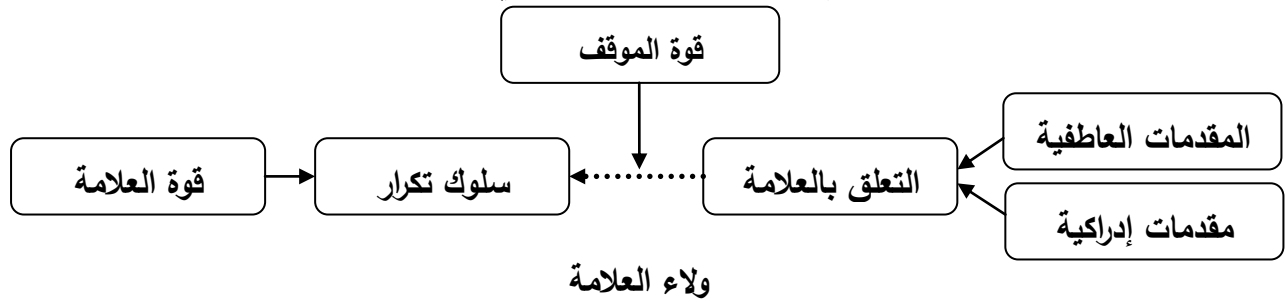 قوة الموقف
المقدمات العاطفية
مقدمات إدراكية
التعلق بالعلامة
سلوك تكرار
قوة العلامة
ولاء العلامة